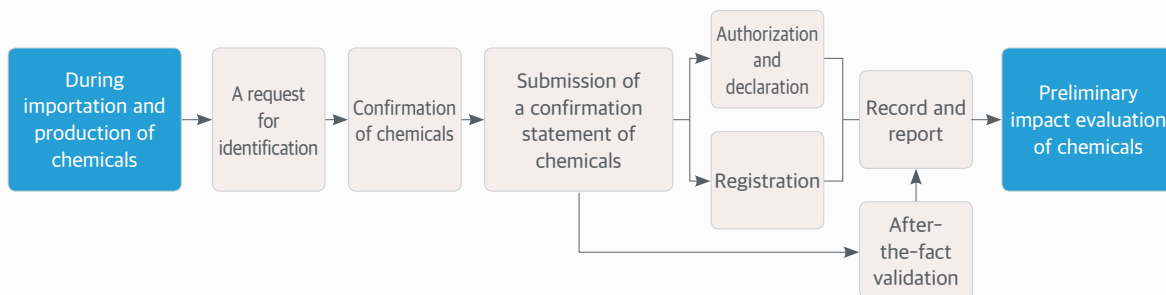 During
importation and
production of
chemicals
A request
for
identification
Confirmation
of chemicals
Submission of
a confirmation
statement of
chemicals
Authorization
and
declaration
Registration
Record and
report
After-
the-fact
validation
Preliminary
impact evaluation
of chemicals